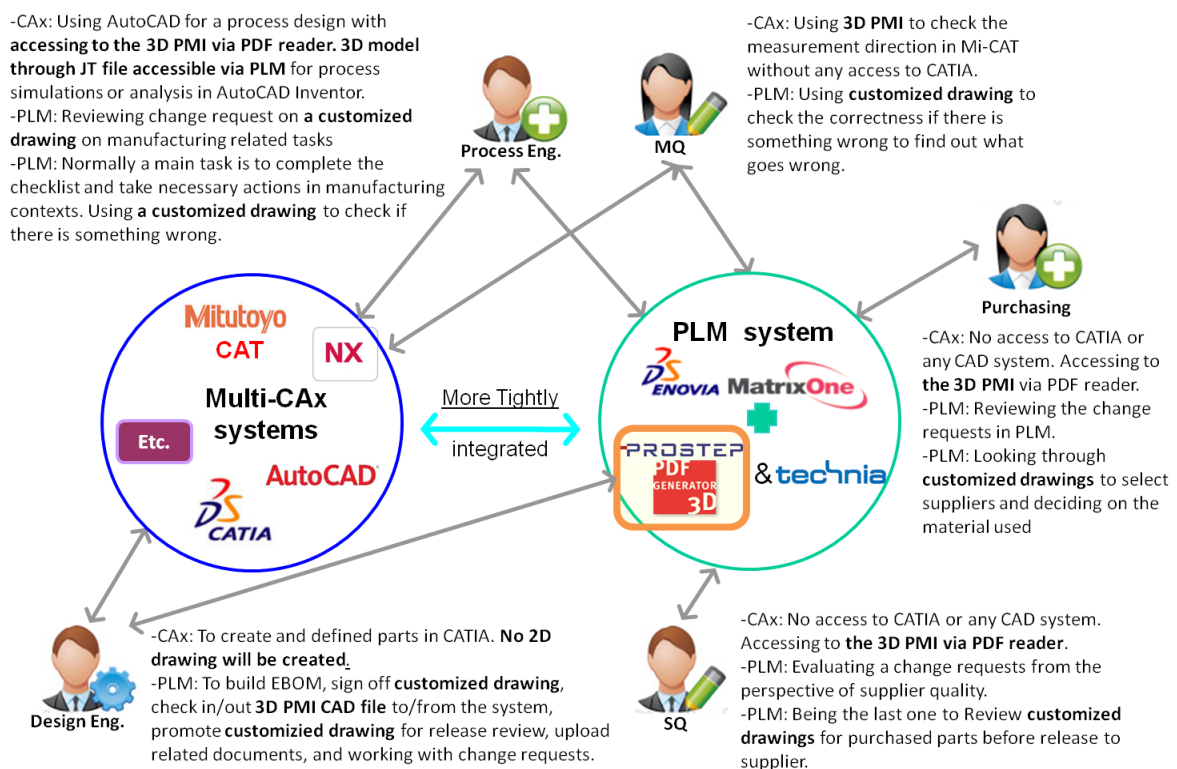 -CAx: Using AutoCAD for a process design with
accessing to the 3D PMI via PDF reader. 3D model
through JT file accessible via PLM for process
simulations or analysis in AutoCAD Inventor.
-PLM: Reviewing change request on a customized
drawing on manufacturing related tasks
-PLM: Normally a main task is to complete the
checklist and take necessary actions in manufacturing
contexts. Using a customized drawing to check if
there is something wrong.
Process Eng.
MQ
-CAx: Using 3D PMI to check the
measurement direction in Mi-CAT
without any access to CATIA.
-PLM: Using customized drawing to
check the correctness if there is
something wrong to find out what
goes wrong.
Purchasing
-CAx: No access to CATIA or
any CAD system. Accessing to
the 3D PMI via PDF reader.
-PLM: Reviewing the change
requests in PLM.
-PLM: Looking through
customized drawings to select
suppliers and deciding on the
material used
Mitutoyo
CAT
NX
Multi-CAx
systems
Etc.
AutoCAD
DS
CATIA
More Tightly
integrated
PLM system
DS
ENOVIA
MatrixOne
PROSTEP
PDF
GENERATOR
3D
& technia
Design Eng.
-CAx: To create and defined parts in CATIA. No 2D
drawing will be created.
-PLM: To build EBOM, sign off customized drawing,
check in/out 3D PMI CAD file to/from the system,
promote customizied drawing for release review, upload
related documents, and working with change requests.
SQ
-CAx: No access to CATIA or any CAD system.
Accessing to the 3D PMI via PDF reader.
-PLM: Evaluating a change requests from the
perspective of supplier quality.
-PLM: Being the last one to Review customized
drawings for purchased parts before release to
supplier.